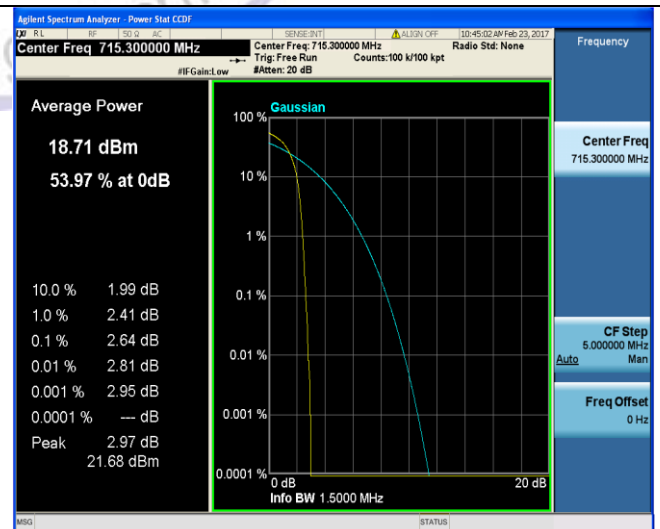 Agilent Spectrum Analyzer - Power Stat CCDF
RL RF 50 Ω AC SENSE:INT ALIGN OFF 10:45:02 AM Feb 23, 2017
Center Freq 715.300000 MHz
Center Freq: 715.300000 MHz Radio Std: None
Trig: Free Run Counts:100 k/100 kpt
#IFGain:Low #Atten: 20 dB
Frequency
Average Power
18.71 dBm
53.97 % at 0dB
10.0 % 1.99 dB
1.0 % 2.41 dB
0.1 % 2.64 dB
0.01 % 2.81 dB
0.001 % 2.95 dB
0.0001 % --- dB
Peak 2.97 dB
21.68 dBm
Gaussian
100 %
10 %
1 %
0.1 %
0.01 %
0.001 %
0.0001 %
0 dB 20 dB
Info BW 1.5000 MHz
Center Freq
715.300000 MHz
CF Step
5.000000 MHz
Auto Man
Freq Offset
0 Hz
MSG STATUS